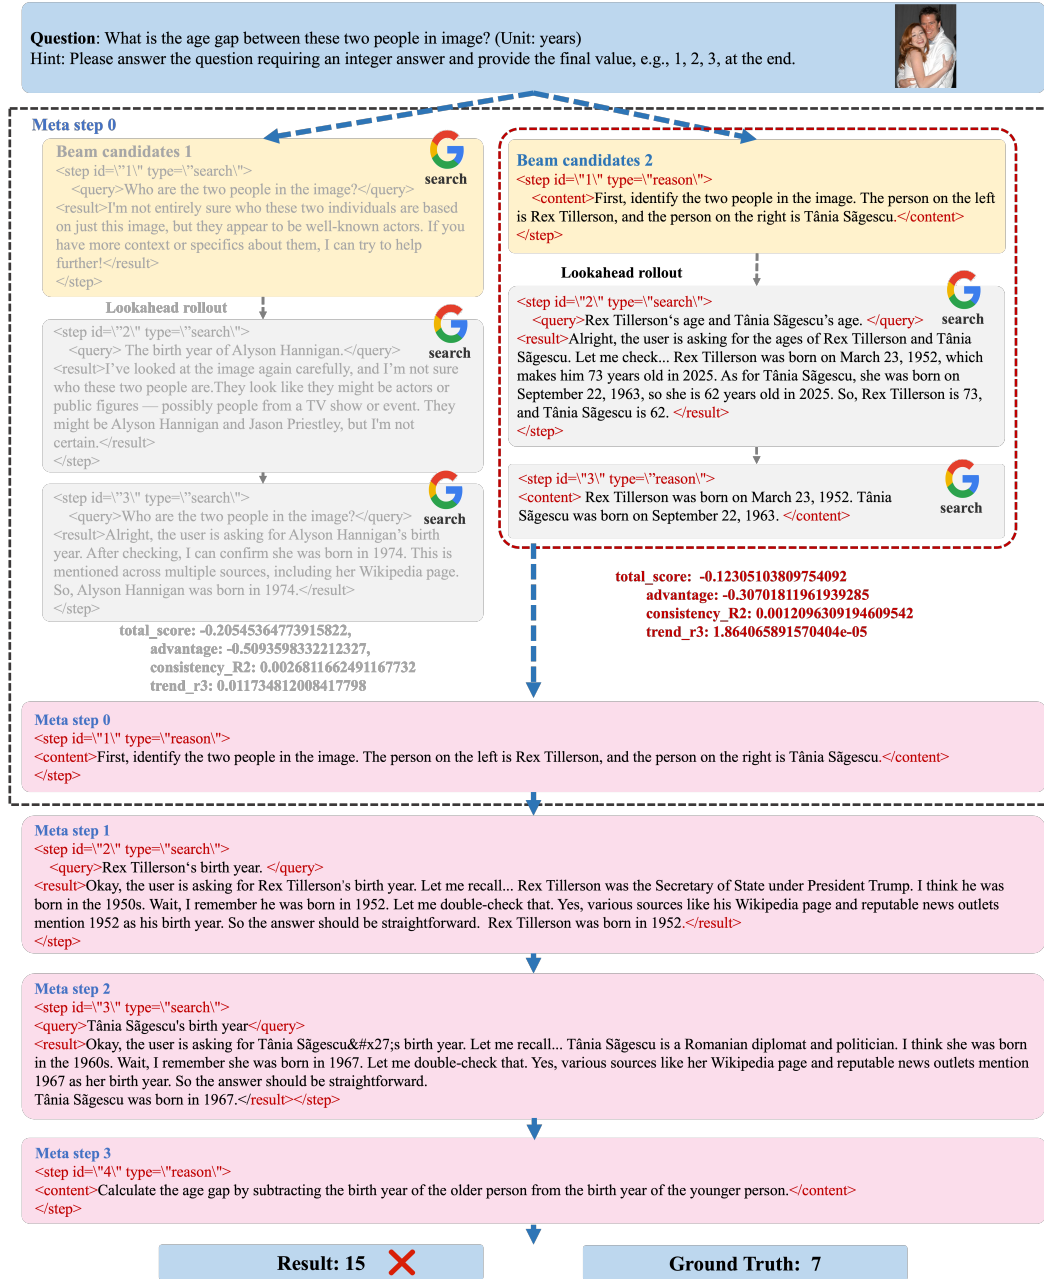 Question: What is the age gap between these two people in image? (Unit: years)
Hint: Please answer the question requiring an integer answer and provide the final value, e.g., 1, 2, 3, at the end.
Meta step 0
Beam candidates 1
<step id=\”1\" type=\”search\">
<query>Who are the two people in the image?</query>
<result>I'm not entirely sure who these two individuals are based
on just this image, but they appear to be well-known actors. If you
have more context or specifics about them, I can try to help
further!</result>
</step>
search
Lookahead rollout
<step id=\”2\" type=\”search\">
<query> The birth year of Alyson Hannigan.</query>
<result>I’ve looked at the image again carefully, and I’m not sure
who these two people are.They look like they might be actors or
public figures — possibly people from a TV show or event. They
might be Alyson Hannigan and Jason Priestley, but I'm not
certain.</result>
</step>
search
<step id=\”3\" type=\”search\">
<query>Who are the two people in the image?</query>
<result>Alright, the user is asking for Alyson Hannigan’s birth
year. After checking, I can confirm she was born in 1974. This is
mentioned across multiple sources, including her Wikipedia page.
So, Alyson Hannigan was born in 1974.</result>
</step>
search
total_score: -0.20545364773915822,
advantage: -0.5093598332212327,
consistency_R2: 0.0026811662491167732
trend_r3: 0.011734812008417798
Beam candidates 2
<step id=\"1\" type=\"reason\">
<content>First, identify the two people in the image. The person on the left
is Rex Tillerson, and the person on the right is Tânia Sãgescu.</content>
</step>
Lookahead rollout
<step id=\"2\" type=\"search\">
<query>Rex Tillerson‘s age and Tânia Sãgescu’s age. </query>
<result>Alright, the user is asking for the ages of Rex Tillerson and Tânia
Sãgescu. Let me check... Rex Tillerson was born on March 23, 1952, which
makes him 73 years old in 2025. As for Tânia Sãgescu, she was born on
September 22, 1963, so she is 62 years old in 2025. So, Rex Tillerson is 73,
and Tânia Sãgescu is 62. </result>
</step>
search
<step id=\"3\" type=\”reason\">
<content> Rex Tillerson was born on March 23, 1952. Tânia
Sãgescu was born on September 22, 1963. </content>
search
total_score: -0.12305103809754092
advantage: -0.30701811961939285
consistency_R2: 0.0012096309194609542
trend_r3: 1.864065891570404e-05
Meta step 0
<step id=\"1\" type=\"reason\">
<content>First, identify the two people in the image. The person on the left is Rex Tillerson, and the person on the right is Tânia Sãgescu.</content>
</step>
Meta step 1
<step id=\"2\" type=\"search\">
<query>Rex Tillerson‘s birth year. </query>
<result>Okay, the user is asking for Rex Tillerson's birth year. Let me recall... Rex Tillerson was the Secretary of State under President Trump. I think he was
born in the 1950s. Wait, I remember he was born in 1952. Let me double-check that. Yes, various sources like his Wikipedia page and reputable news outlets
mention 1952 as his birth year. So the answer should be straightforward. Rex Tillerson was born in 1952.</result>
</step>
Meta step 2
<step id=\"3\" type=\"search\">
<query>Tânia Sãgescu's birth year</query>
<result>Okay, the user is asking for Tânia Sãgescu&#x27;s birth year. Let me recall... Tânia Sãgescu is a Romanian diplomat and politician. I think she was born
in the 1960s. Wait, I remember she was born in 1967. Let me double-check that. Yes, various sources like her Wikipedia page and reputable news outlets mention
1967 as her birth year. So the answer should be straightforward.
Tânia Sãgescu was born in 1967.</result></step>
Meta step 3
<step id=\"4\" type=\"reason\">
<content>Calculate the age gap by subtracting the birth year of the older person from the birth year of the younger person.</content>
</step>
Result: 15
Ground Truth: 7